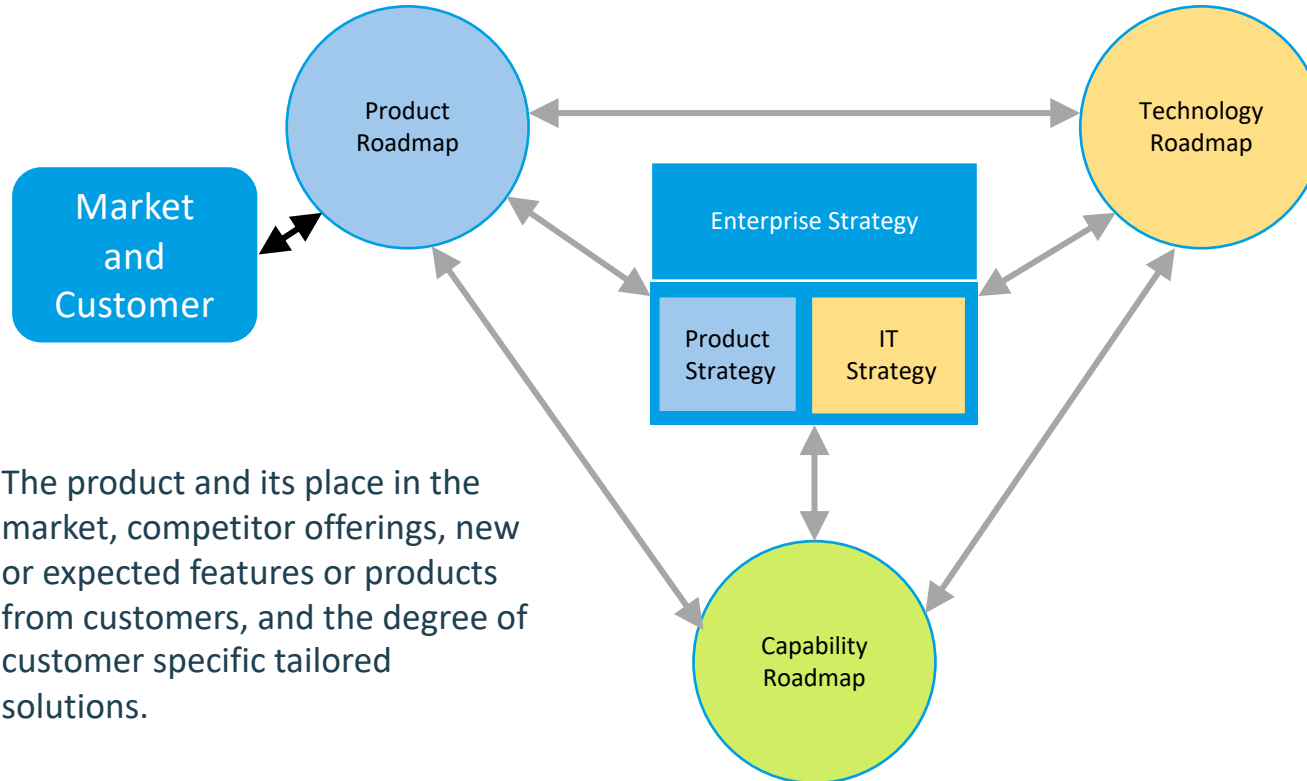 Product
Roadmap
Technology
Roadmap
Market
and
Customer
Enterprise Strategy
Product
Strategy
IT
Strategy
The product and its place in the
market, competitor offerings, new
or expected features or products
from customers, and the degree of
customer specific tailored
solutions.
Capability
Roadmap